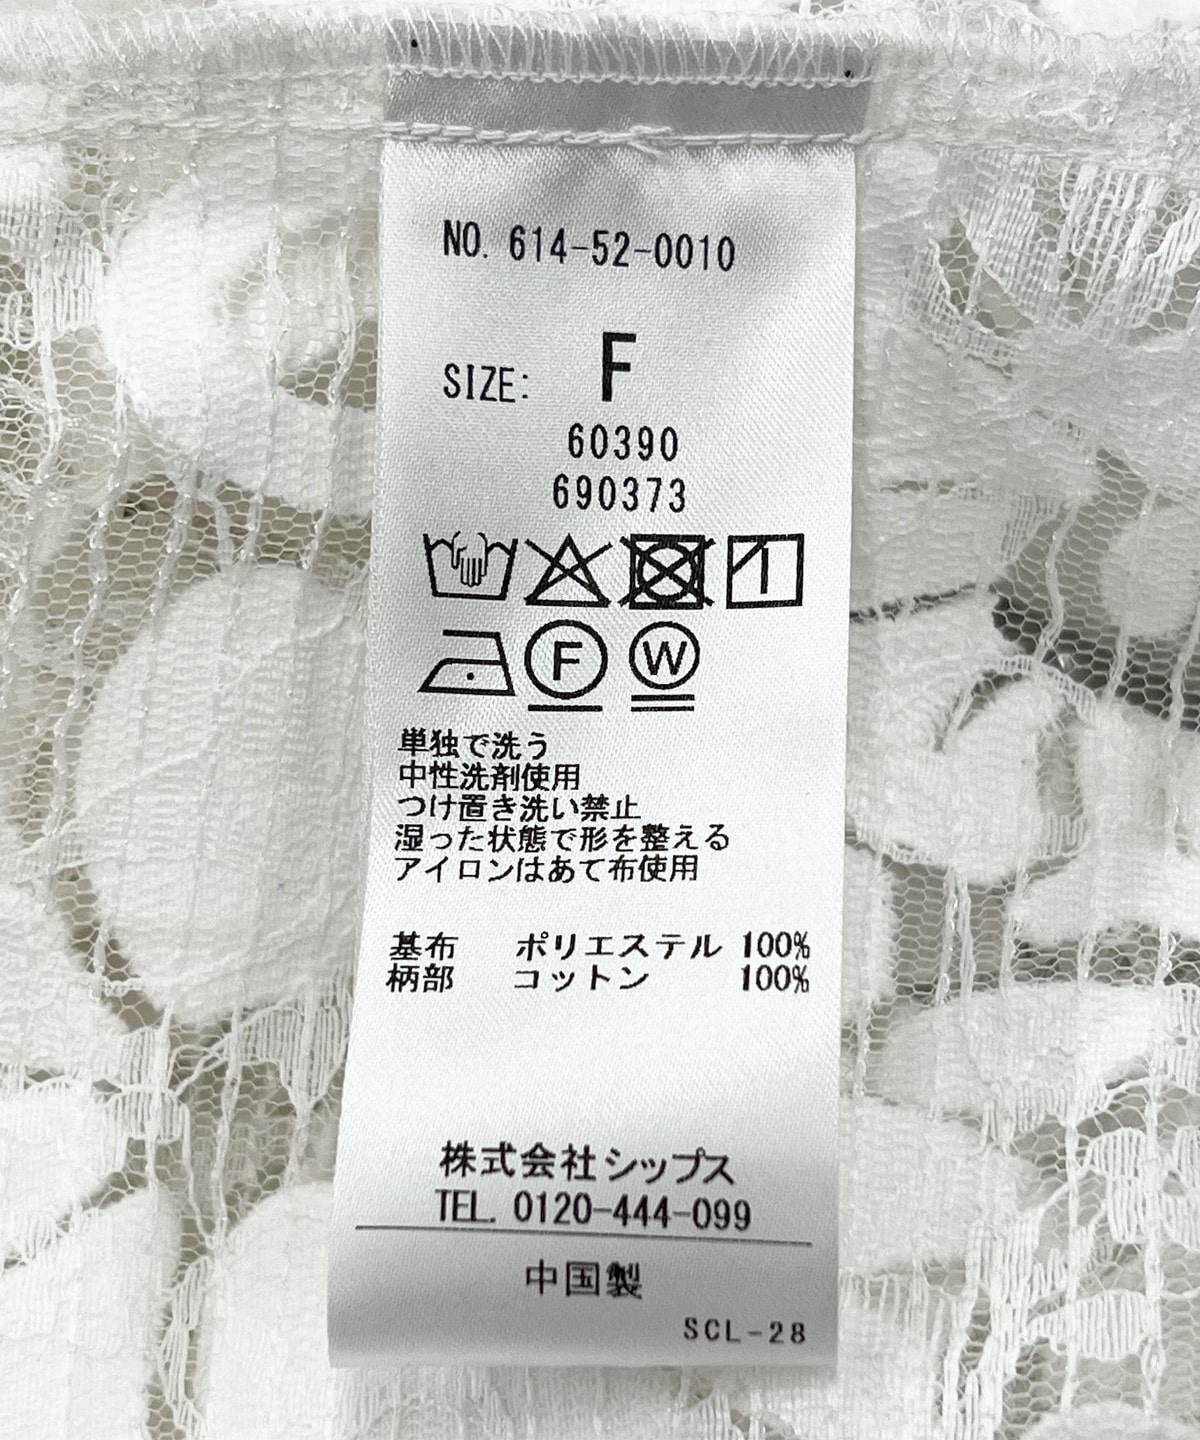 NO. 614-52-0010
SIZE: F
60390
690373
F W
単独で洗う
中性洗剤使用
つけ置き洗い禁止
湿った状態で形を整える
アイロンはあて布使用
基布 ポリエステル 100%
柄部 コットン 100%
株式会社シップス
TEL. 0120-444-099
中国製
SCL-28